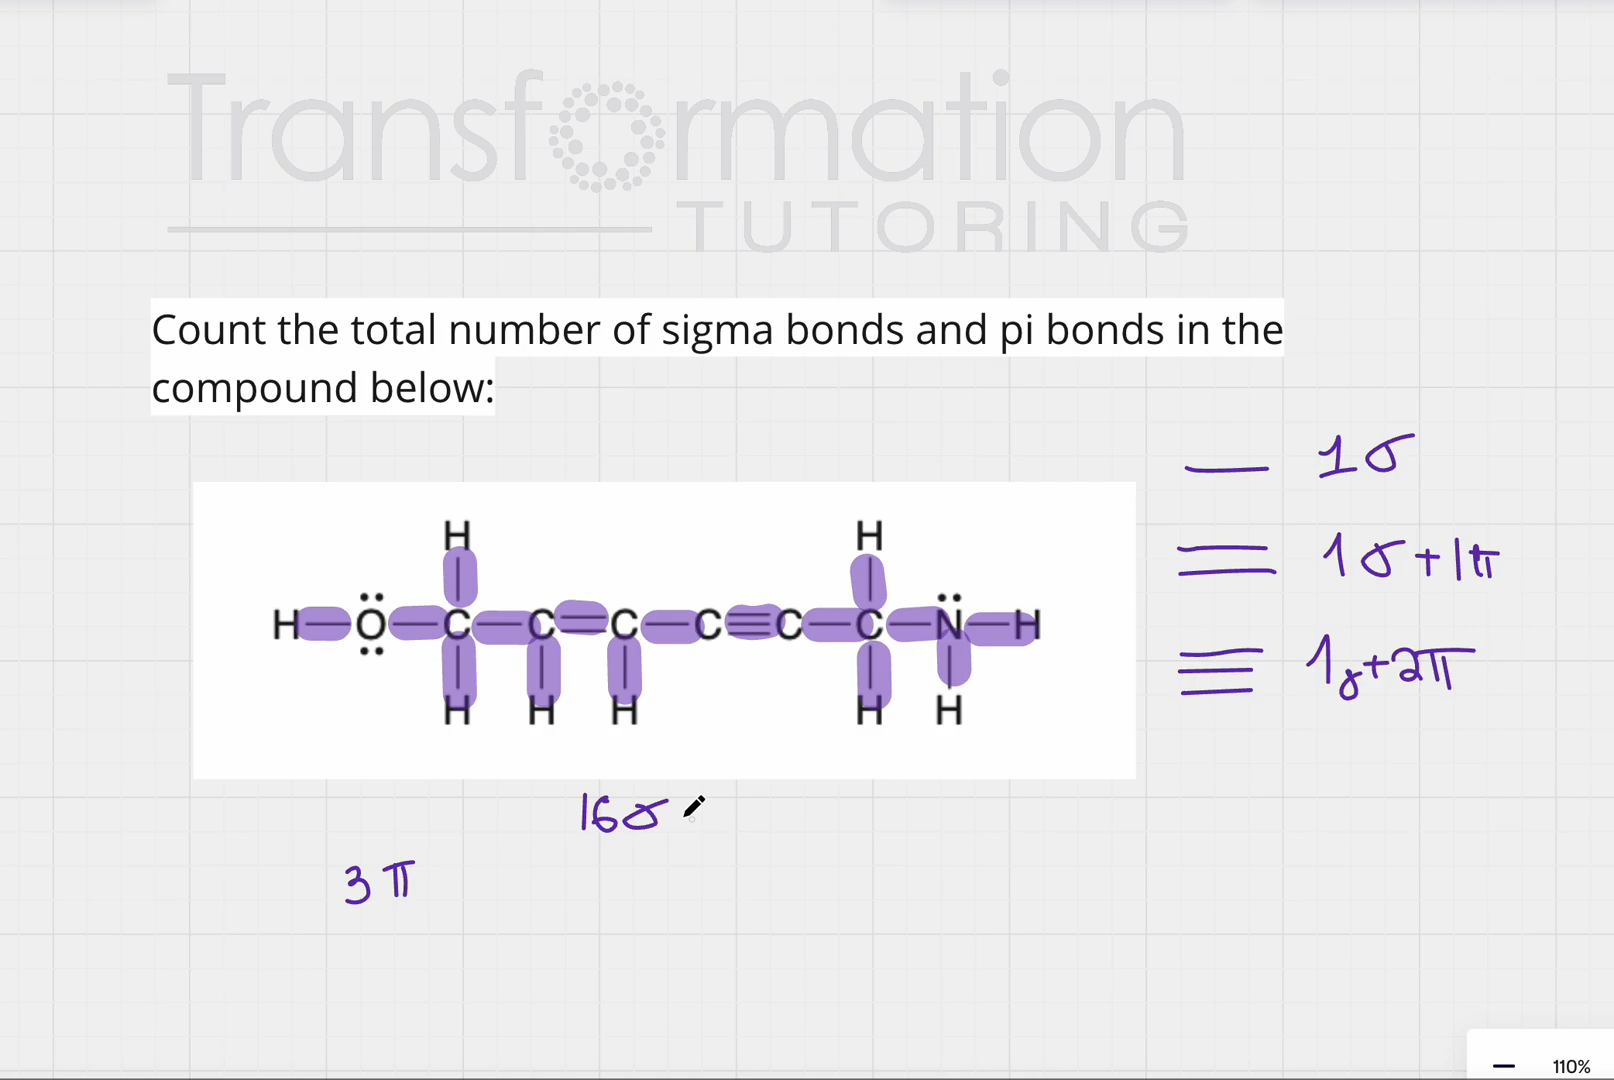 Transformation
TUTORING
Count the total number of sigma bonds and pi bonds in the
compound below:
1σ
1σ+1π
1σ+2π
H H
H—O—C—C=C—C≡C—C—N—H
H H H H H
16σ
3π
110%